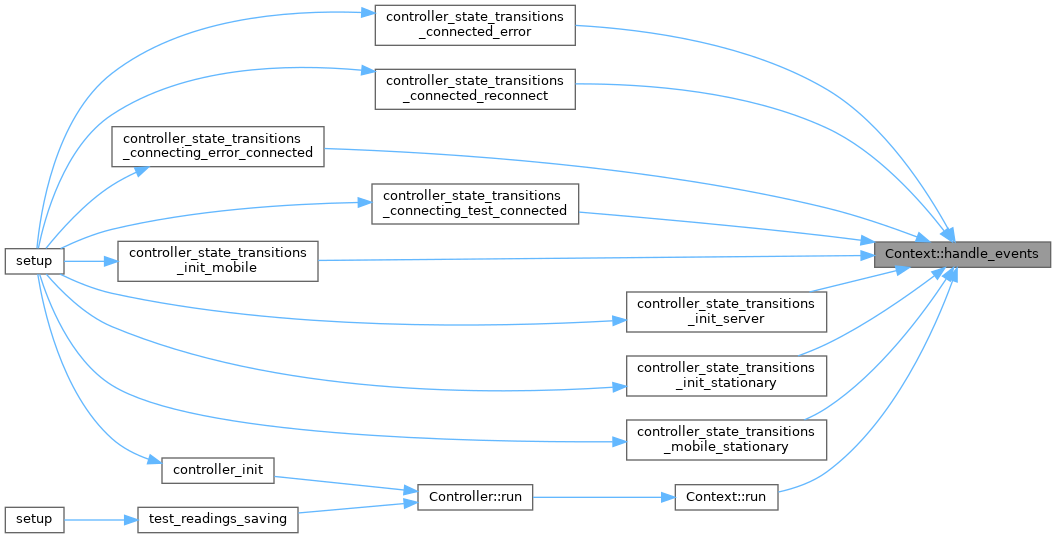 controller_state_transitions
_connected_error
controller_state_transitions
_connected_reconnect
controller_state_transitions
_connecting_error_connected
controller_state_transitions
_connecting_test_connected
setup
controller_state_transitions
_init_mobile
Context::handle_events
controller_state_transitions
_init_server
controller_state_transitions
_init_stationary
controller_state_transitions
_mobile_stationary
controller_init
Controller::run
Context::run
setup
test_readings_saving